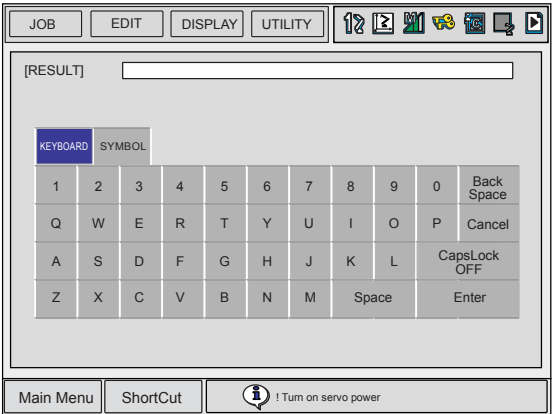 JOB EDIT DISPLAY UTILITY
[RESULT]
KEYBOARD SYMBOL
1 2 3 4 5 6 7 8 9 0 Back Space
Q W E R T Y U I O P Cancel
A S D F G H J K L CapsLock OFF
Z X C V B N M Space Enter
Main Menu ShortCut ! Turn on servo power